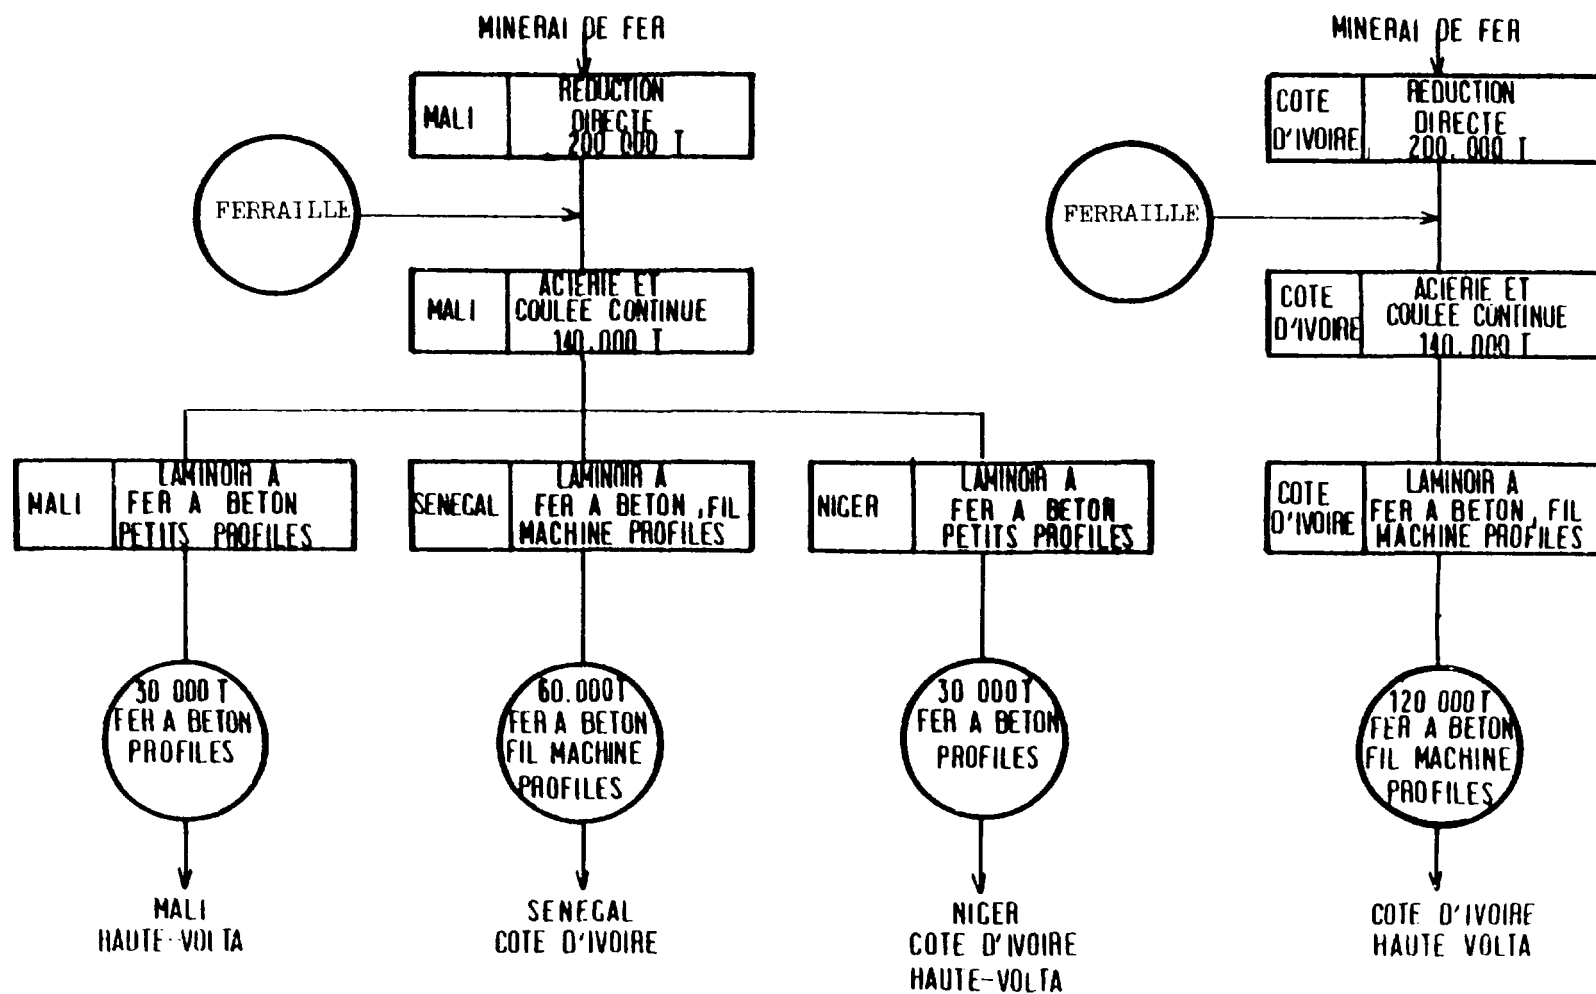 MINERAI DE FER
MALI
REDUCTION
DIRECTE
200 000 T
FERRAILLE
MALI
ACIERIE ET
COULEE CONTINUE
140.000 T
MALI
LAMINOIR A
FER A BETON
PETITS PROFILES
SENEGAL
LAMINOIR A
FER A BETON, FIL
MACHINE PROFILES
NIGER
LAMINOIR A
FER A BETON
PETITS PROFILES
30 000 T
FER A BETON
PROFILES
60.000T
FER A BETON
FIL MACHINE
PROFILES
30 000T
FER A BETON
PROFILES
MALI
HAUTE-VOLTA
SENEGAL
COTE D'IVOIRE
NIGER
COTE D'IVOIRE
HAUTE-VOLTA
MINERAI DE FER
COTE
D'IVOIRE
REDUCTION
DIRECTE
200.000 T
FERRAILLE
COTE
D'IVOIRE
ACIERIE ET
COULEE CONTINUE
140.000 T
COTE
D'IVOIRE
LAMINOIR A
FER A BETON, FIL
MACHINE PROFILES
120 000T
FER A BETON
FIL MACHINE
PROFILES
COTE D'IVOIRE
HAUTE VOLTA